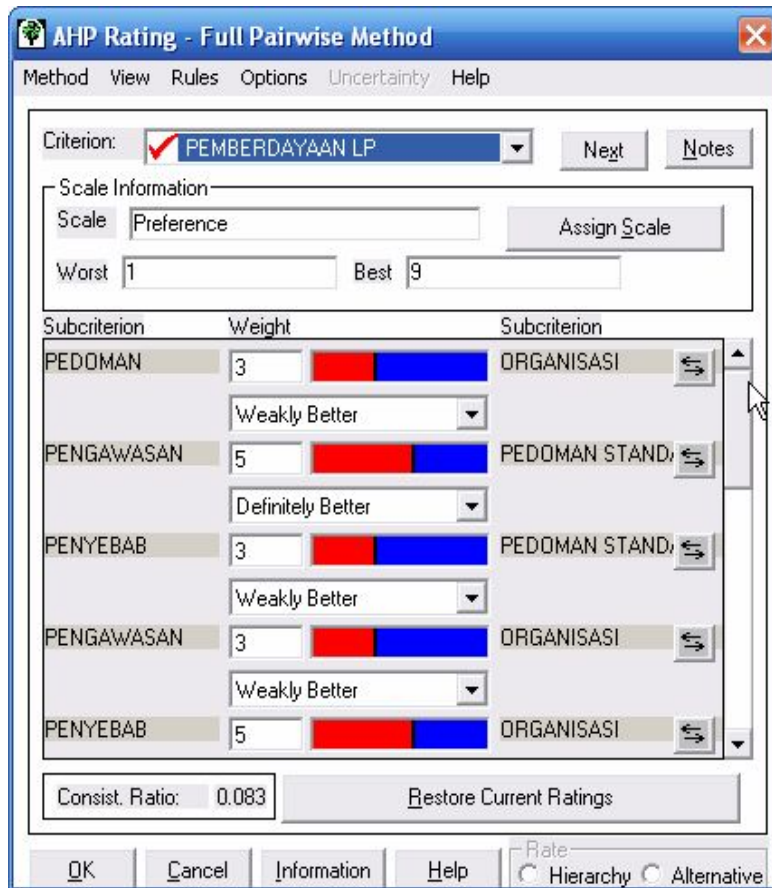 AHP Rating - Full Pairwise Method
Method View Rules Options Uncertainty Help
Criterion: PEMBERDAYAAN LP Next Notes
Scale Information
Scale Preference Assign Scale
Worst 1 Best 9
Subcriterion Weight Subcriterion
PEDOMAN 3 ORGANISASI
Weakly Better
PENGAWASAN 5 PEDOMAN STANDA
Definitely Better
PENYEBAB 3 PEDOMAN STANDA
Weakly Better
PENGAWASAN 3 ORGANISASI
Weakly Better
PENYEBAB 5 ORGANISASI
Consist. Ratio: 0.083 Restore Current Ratings
Rate
OK Cancel Information Help Hierarchy Alternative